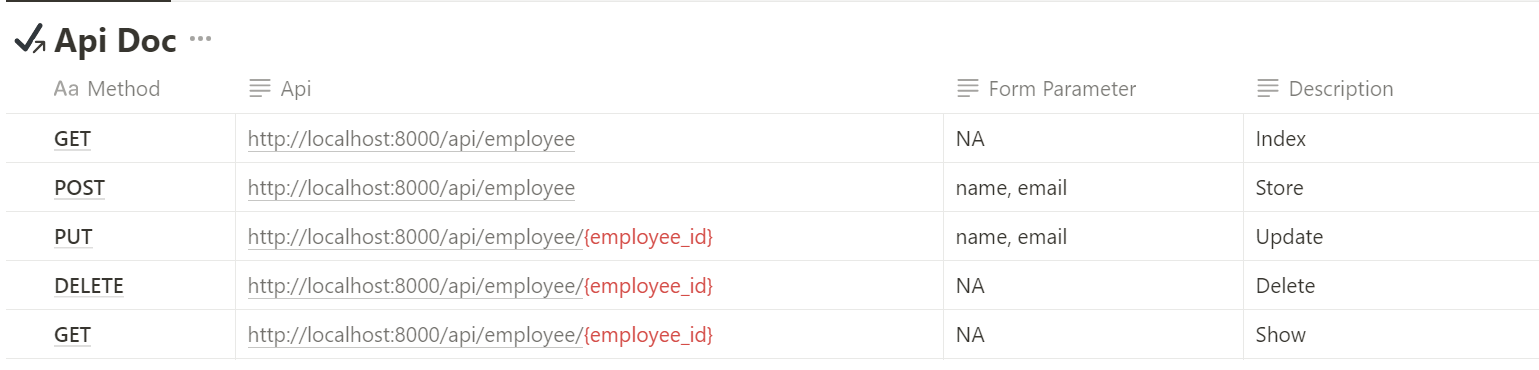 Api Doc ...
Aa Method Api Form Parameter Description
GET http://localhost:8000/api/employee NA Index
POST http://localhost:8000/api/employee name, email Store
PUT http://localhost:8000/api/employee/{employee_id} name, email Update
DELETE http://localhost:8000/api/employee/{employee_id} NA Delete
GET http://localhost:8000/api/employee/{employee_id} NA Show